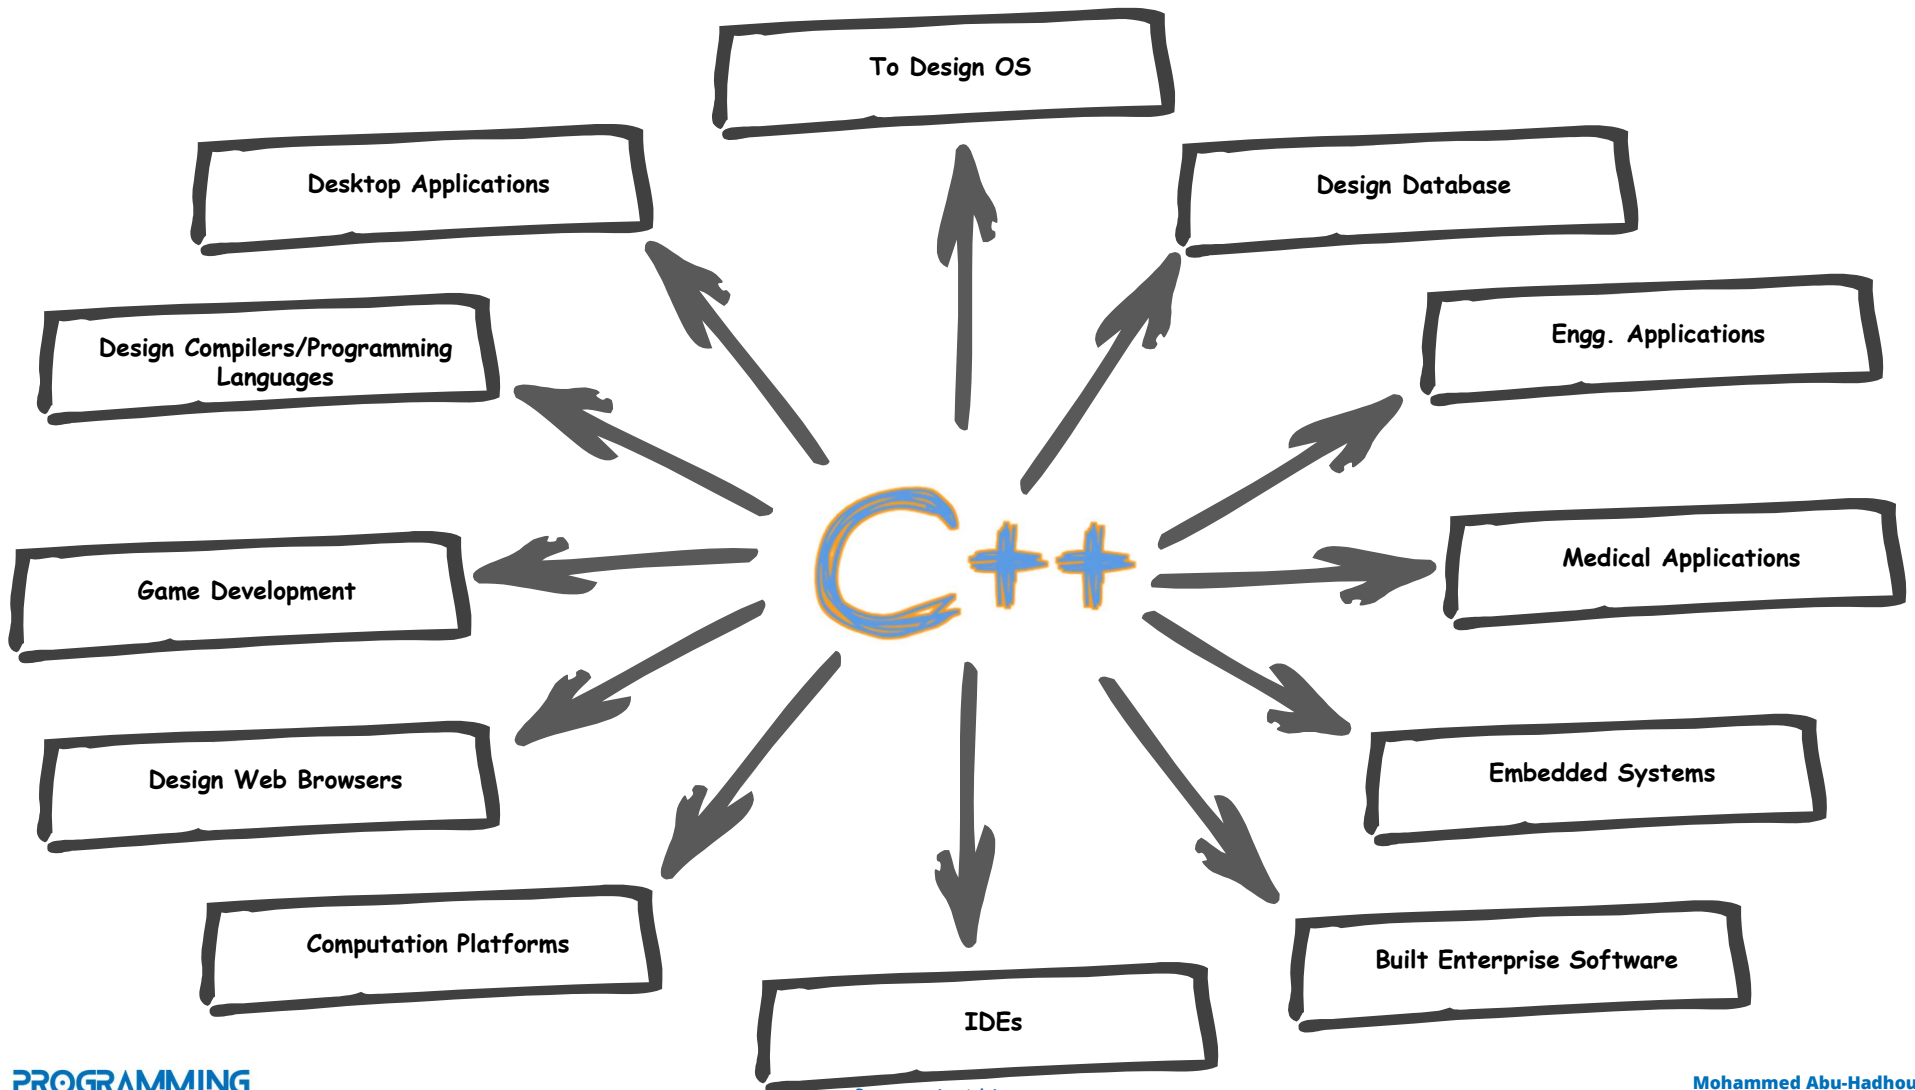 To Design OS
Desktop Applications
Design Database
Design Compilers/Programming
Languages
Engg. Applications
Game Development
C++
Medical Applications
Design Web Browsers
Embedded Systems
Computation Platforms
Built Enterprise Software
IDEs
PROGRAMMING
Mohammed Abu-Hadhou